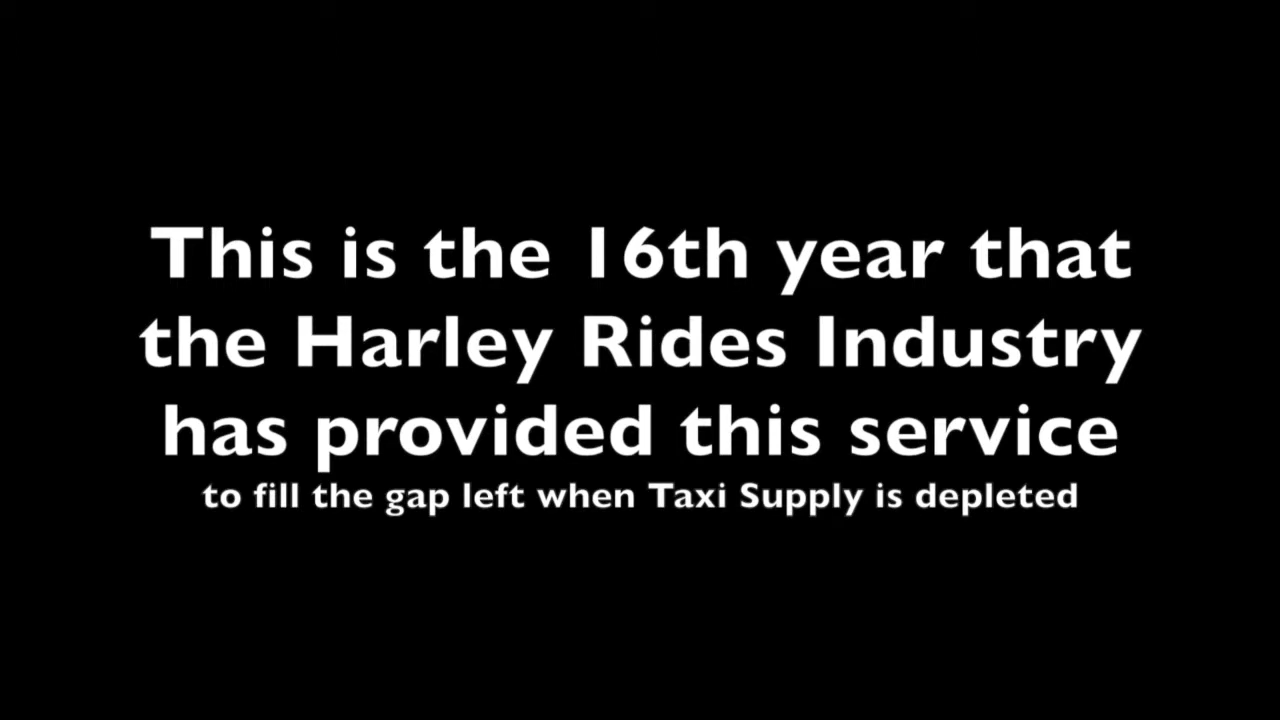 This is the 16th year that
the Harley Rides Industry
has provided this service
to fill the gap left when Taxi Supply is depleted